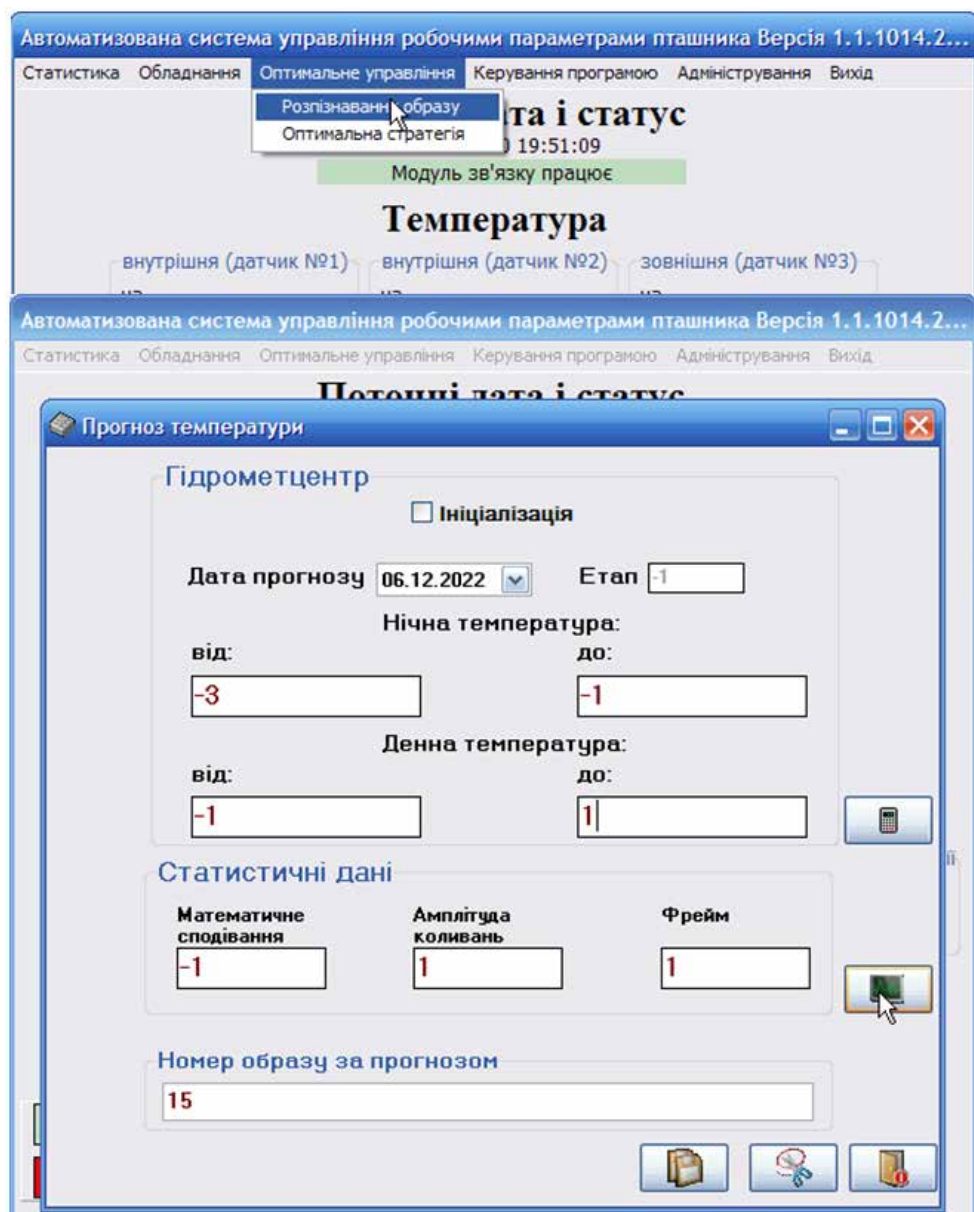 Автоматизована система управління робочими параметрами пташника Версія 1.1.1014.2...
Статистика Обладнання Оптимальне управління Керування програмою Адміністрування Вихід
Розпізнавання образу
Оптимальна стратегія
та і статус
19:51:09
Модуль зв'язку працює
Температура
внутрішня (датчик №1) внутрішня (датчик №2) зовнішня (датчик №3)
Автоматизована система управління робочими параметрами пташника Версія 1.1.1014.2...
Статистика Обладнання Оптимальне управління Керування програмою Адміністрування Вихід
Поточні дата і статус
Прогноз температури
Гідрометцентр
Ініціалізація
Дата прогнозу 06.12.2022 Етап -1
Нічна температура:
від: до:
-3 -1
Денна температура:
від: до:
-1 1
Статистичні дані
Математичне Амплітуда Фрейм
сподівання коливань
-1 1 1
Номер образу за прогнозом
15